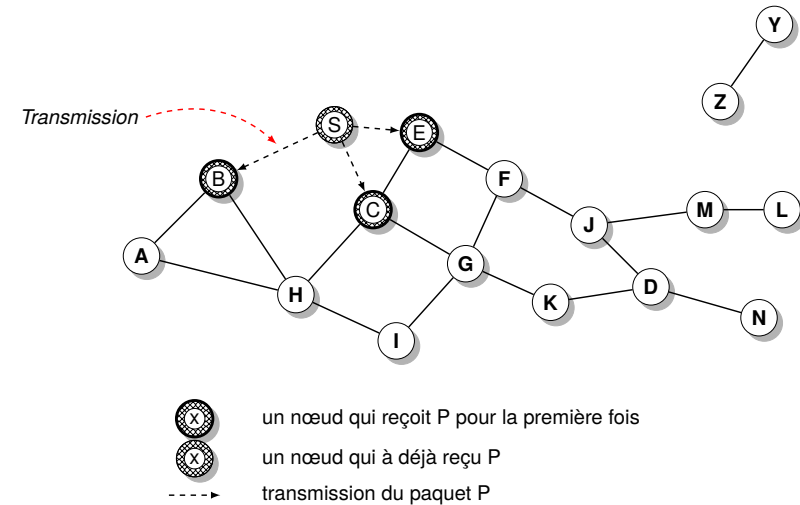 Y
Z
Transmission
S
E
B
F
C
J
M
L
A
G
H
K
D
N
I
x
un nœud qui reçoit P pour la première fois
x
un nœud qui à déjà reçu P
transmission du paquet P